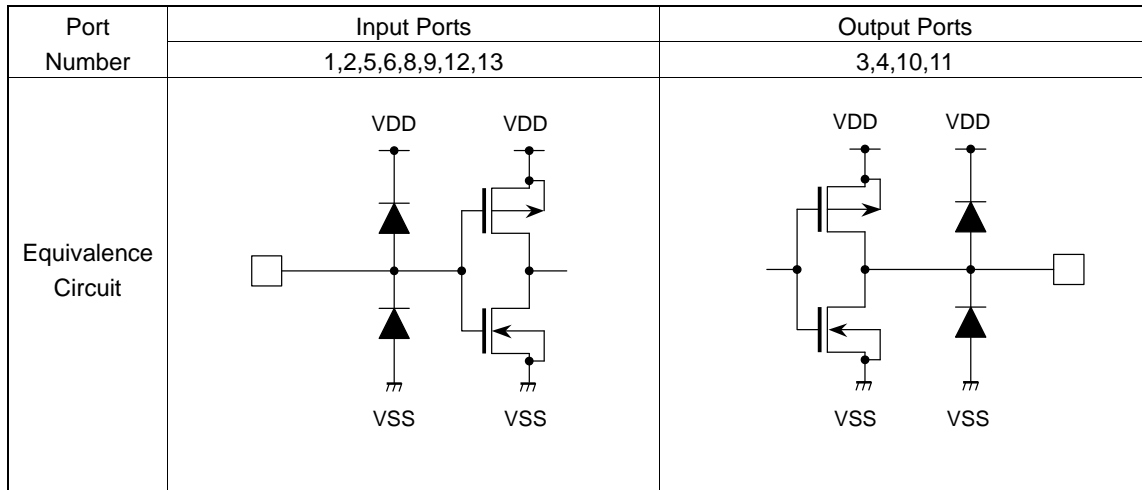 Port
Number
Input Ports
Output Ports
1,2,5,6,8,9,12,13
3,4,10,11
Equivalence
Circuit
VDD
VDD
VSS
VSS
VDD
VDD
VSS
VSS